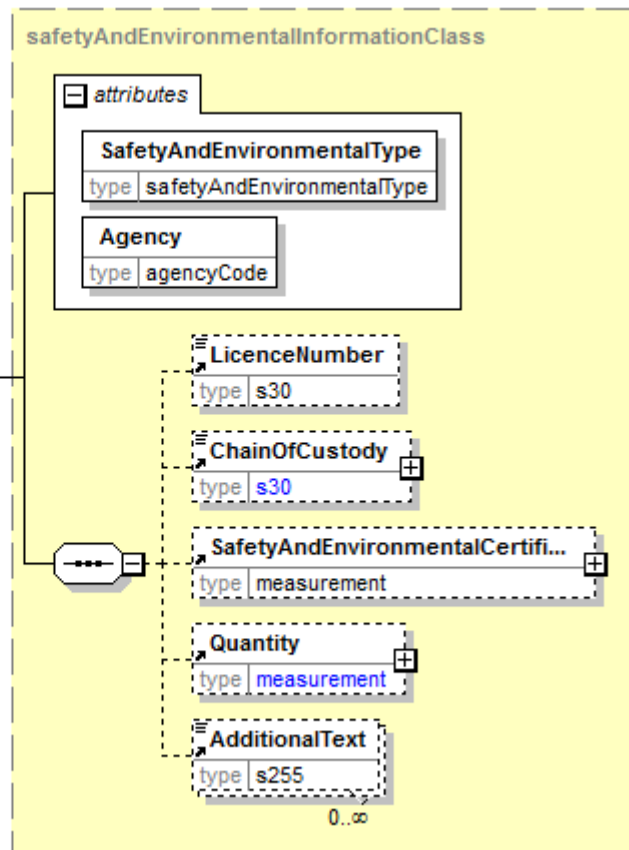 safetyAndEnvironmentalInformationClass
attributes
SafetyAndEnvironmentalType
type safetyAndEnvironmentalType
Agency
type agencyCode
LicenceNumber
type s30
ChainOfCustody
type s30
SafetyAndEnvironmentalCertifi...
type measurement
Quantity
type measurement
AdditionalText
type s255
0..∞